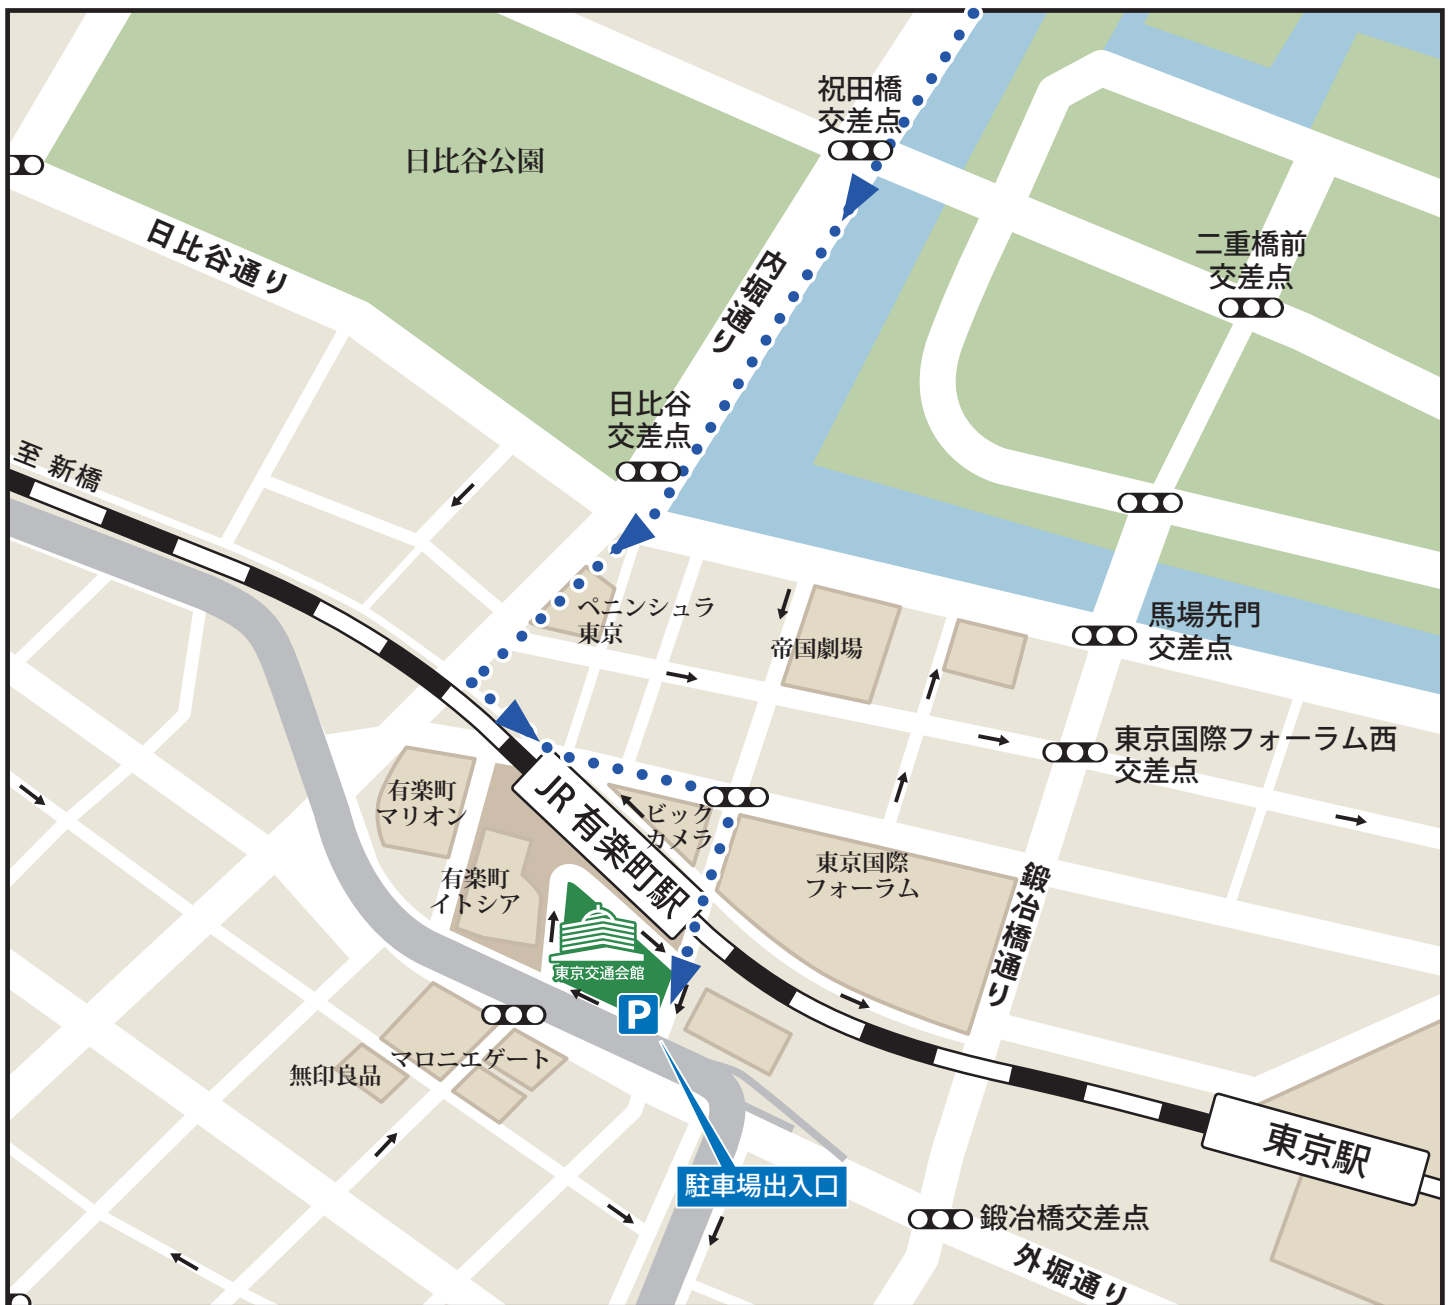 祝田橋
交差点
日比谷公園
日比谷通り
内堀通り
二重橋前
交差点
日比谷
交差点
至 新橋
ペニンシュラ
東京
帝国劇場
馬場先門
交差点
東京国際フォーラム西
交差点
有楽町
マリオン
JR 有楽町駅
ビック
カメラ
東京国際
フォーラム
有楽町
イトシア
鍛冶橋通り
東京交通会館
P
マロニエゲート
無印良品
東京駅
駐車場出入口
鍛冶橋交差点
外堀通り